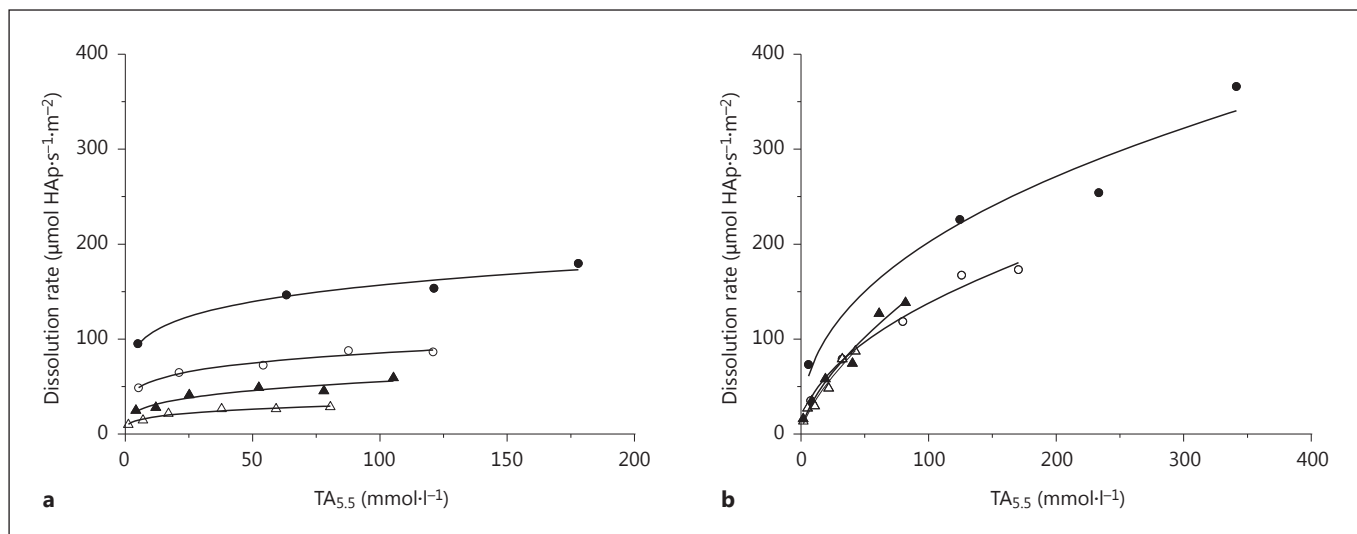 400
300
200
100
0
Dissolution rate (µmol HAp·s⁻¹·m⁻²)
0 50 100 150 200
a TA5.5 (mmol·l⁻¹)
400
300
200
100
0
Dissolution rate (µmol HAp·s⁻¹·m⁻²)
0 100 200 300 400
b TA5.5 (mmol·l⁻¹)